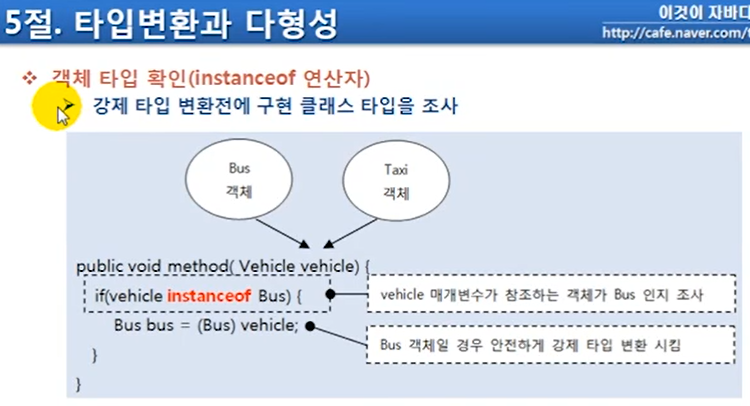 5절. 타입변환과 다형성
이것이 자바다
http://cafe.naver.com/t
❖ 객체 타입 확인(instanceof 연산자)
➢ 강제 타입 변환전에 구현 클래스 타입을 조사
Bus
객체
Taxi
객체
public void method( Vehicle vehicle) {
if(vehicle instanceof Bus) {
vehicle 매개변수가 참조하는 객체가 Bus 인지 조사
Bus bus = (Bus) vehicle;
Bus 객체일 경우 안전하게 강제 타입 변환 시킴
}
}